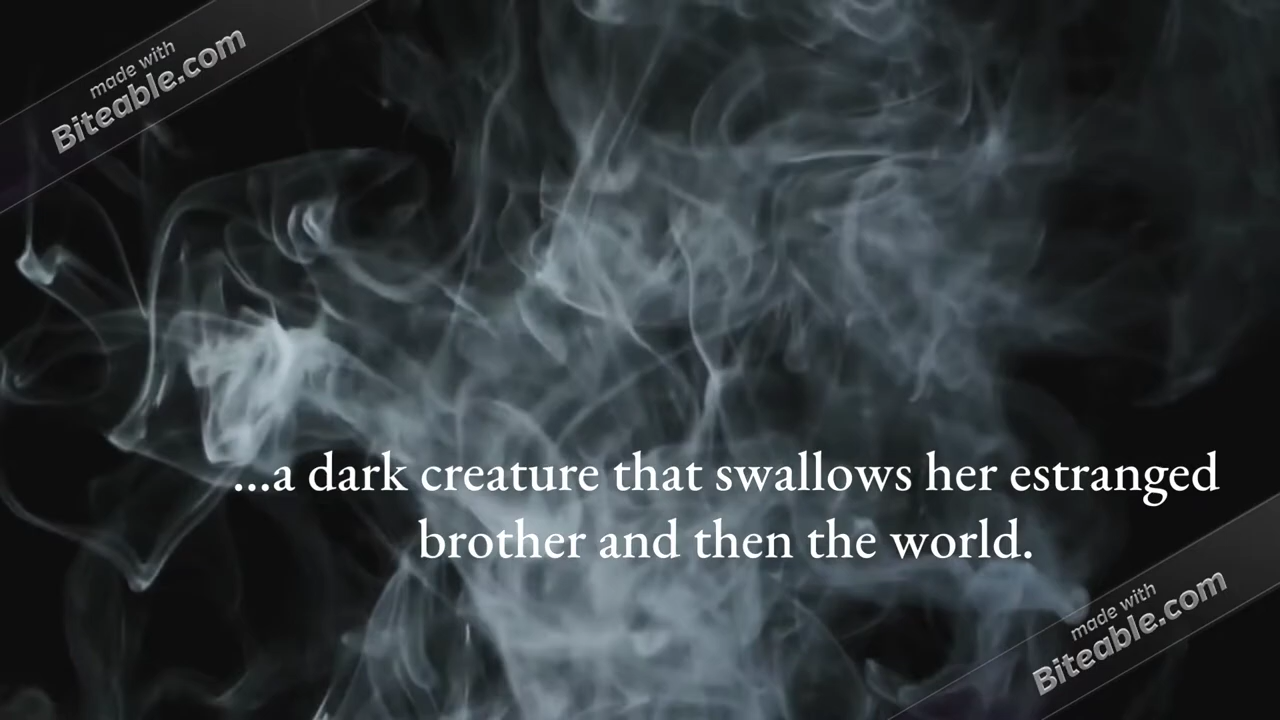 made with
Biteable.com
...a dark creature that swallows her estranged
brother and then the world.
made with
Biteable.com